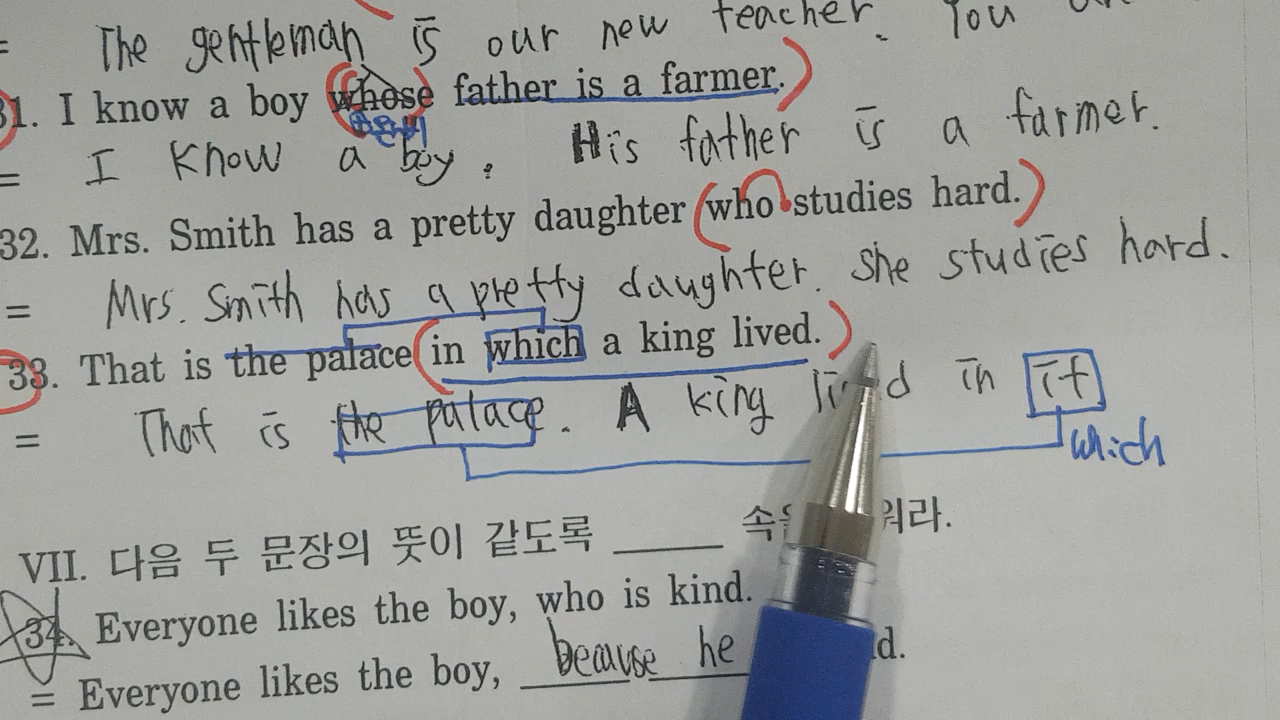 = The gentleman is our new teacher. You
31. I know a boy whose father is a farmer.
= I know a boy. His father is a farmer.
32. Mrs. Smith has a pretty daughter who studies hard.
= Mrs. Smith has a pretty daughter. She studies hard.
33. That is the palace in which a king lived.
= That is the palace. A king lived in it
which
VII. 다음 두 문장의 뜻이 같도록 ____ 속을 워라.
34. Everyone likes the boy, who is kind.
= Everyone likes the boy, because he d.